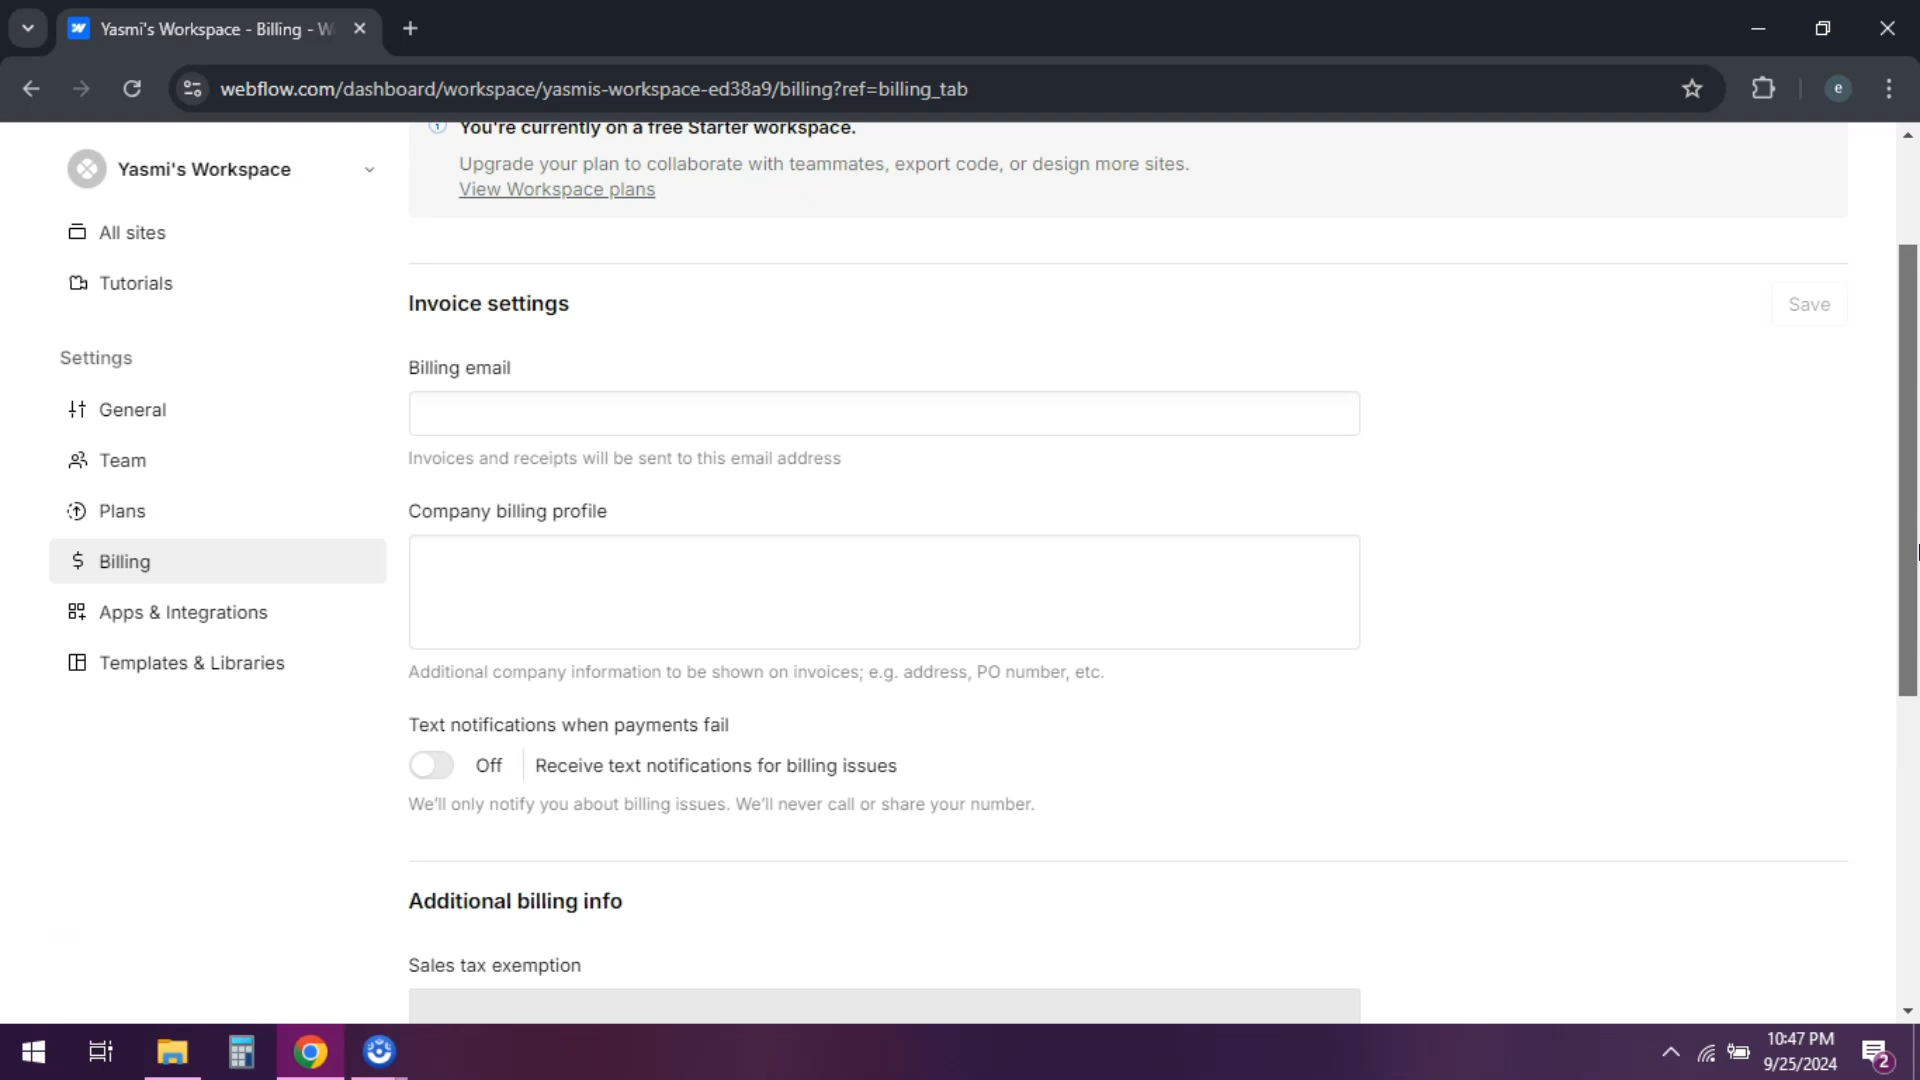 Yasmi's Workspace - Billing - W
webflow.com/dashboard/workspace/yasmis-workspace-ed38a9/billing?ref=billing_tab
e
You're currently on a free Starter workspace.
Upgrade your plan to collaborate with teammates, export code, or design more sites.
View Workspace plans
Yasmi's Workspace
All sites
Tutorials
Settings
General
Team
Plans
Billing
Apps & Integrations
Templates & Libraries
Invoice settings
Save
Billing email
Invoices and receipts will be sent to this email address
Company billing profile
Additional company information to be shown on invoices; e.g. address, PO number, etc.
Text notifications when payments fail
Off
Receive text notifications for billing issues
We'll only notify you about billing issues. We'll never call or share your number.
Additional billing info
Sales tax exemption
10:47 PM
9/25/2024
2